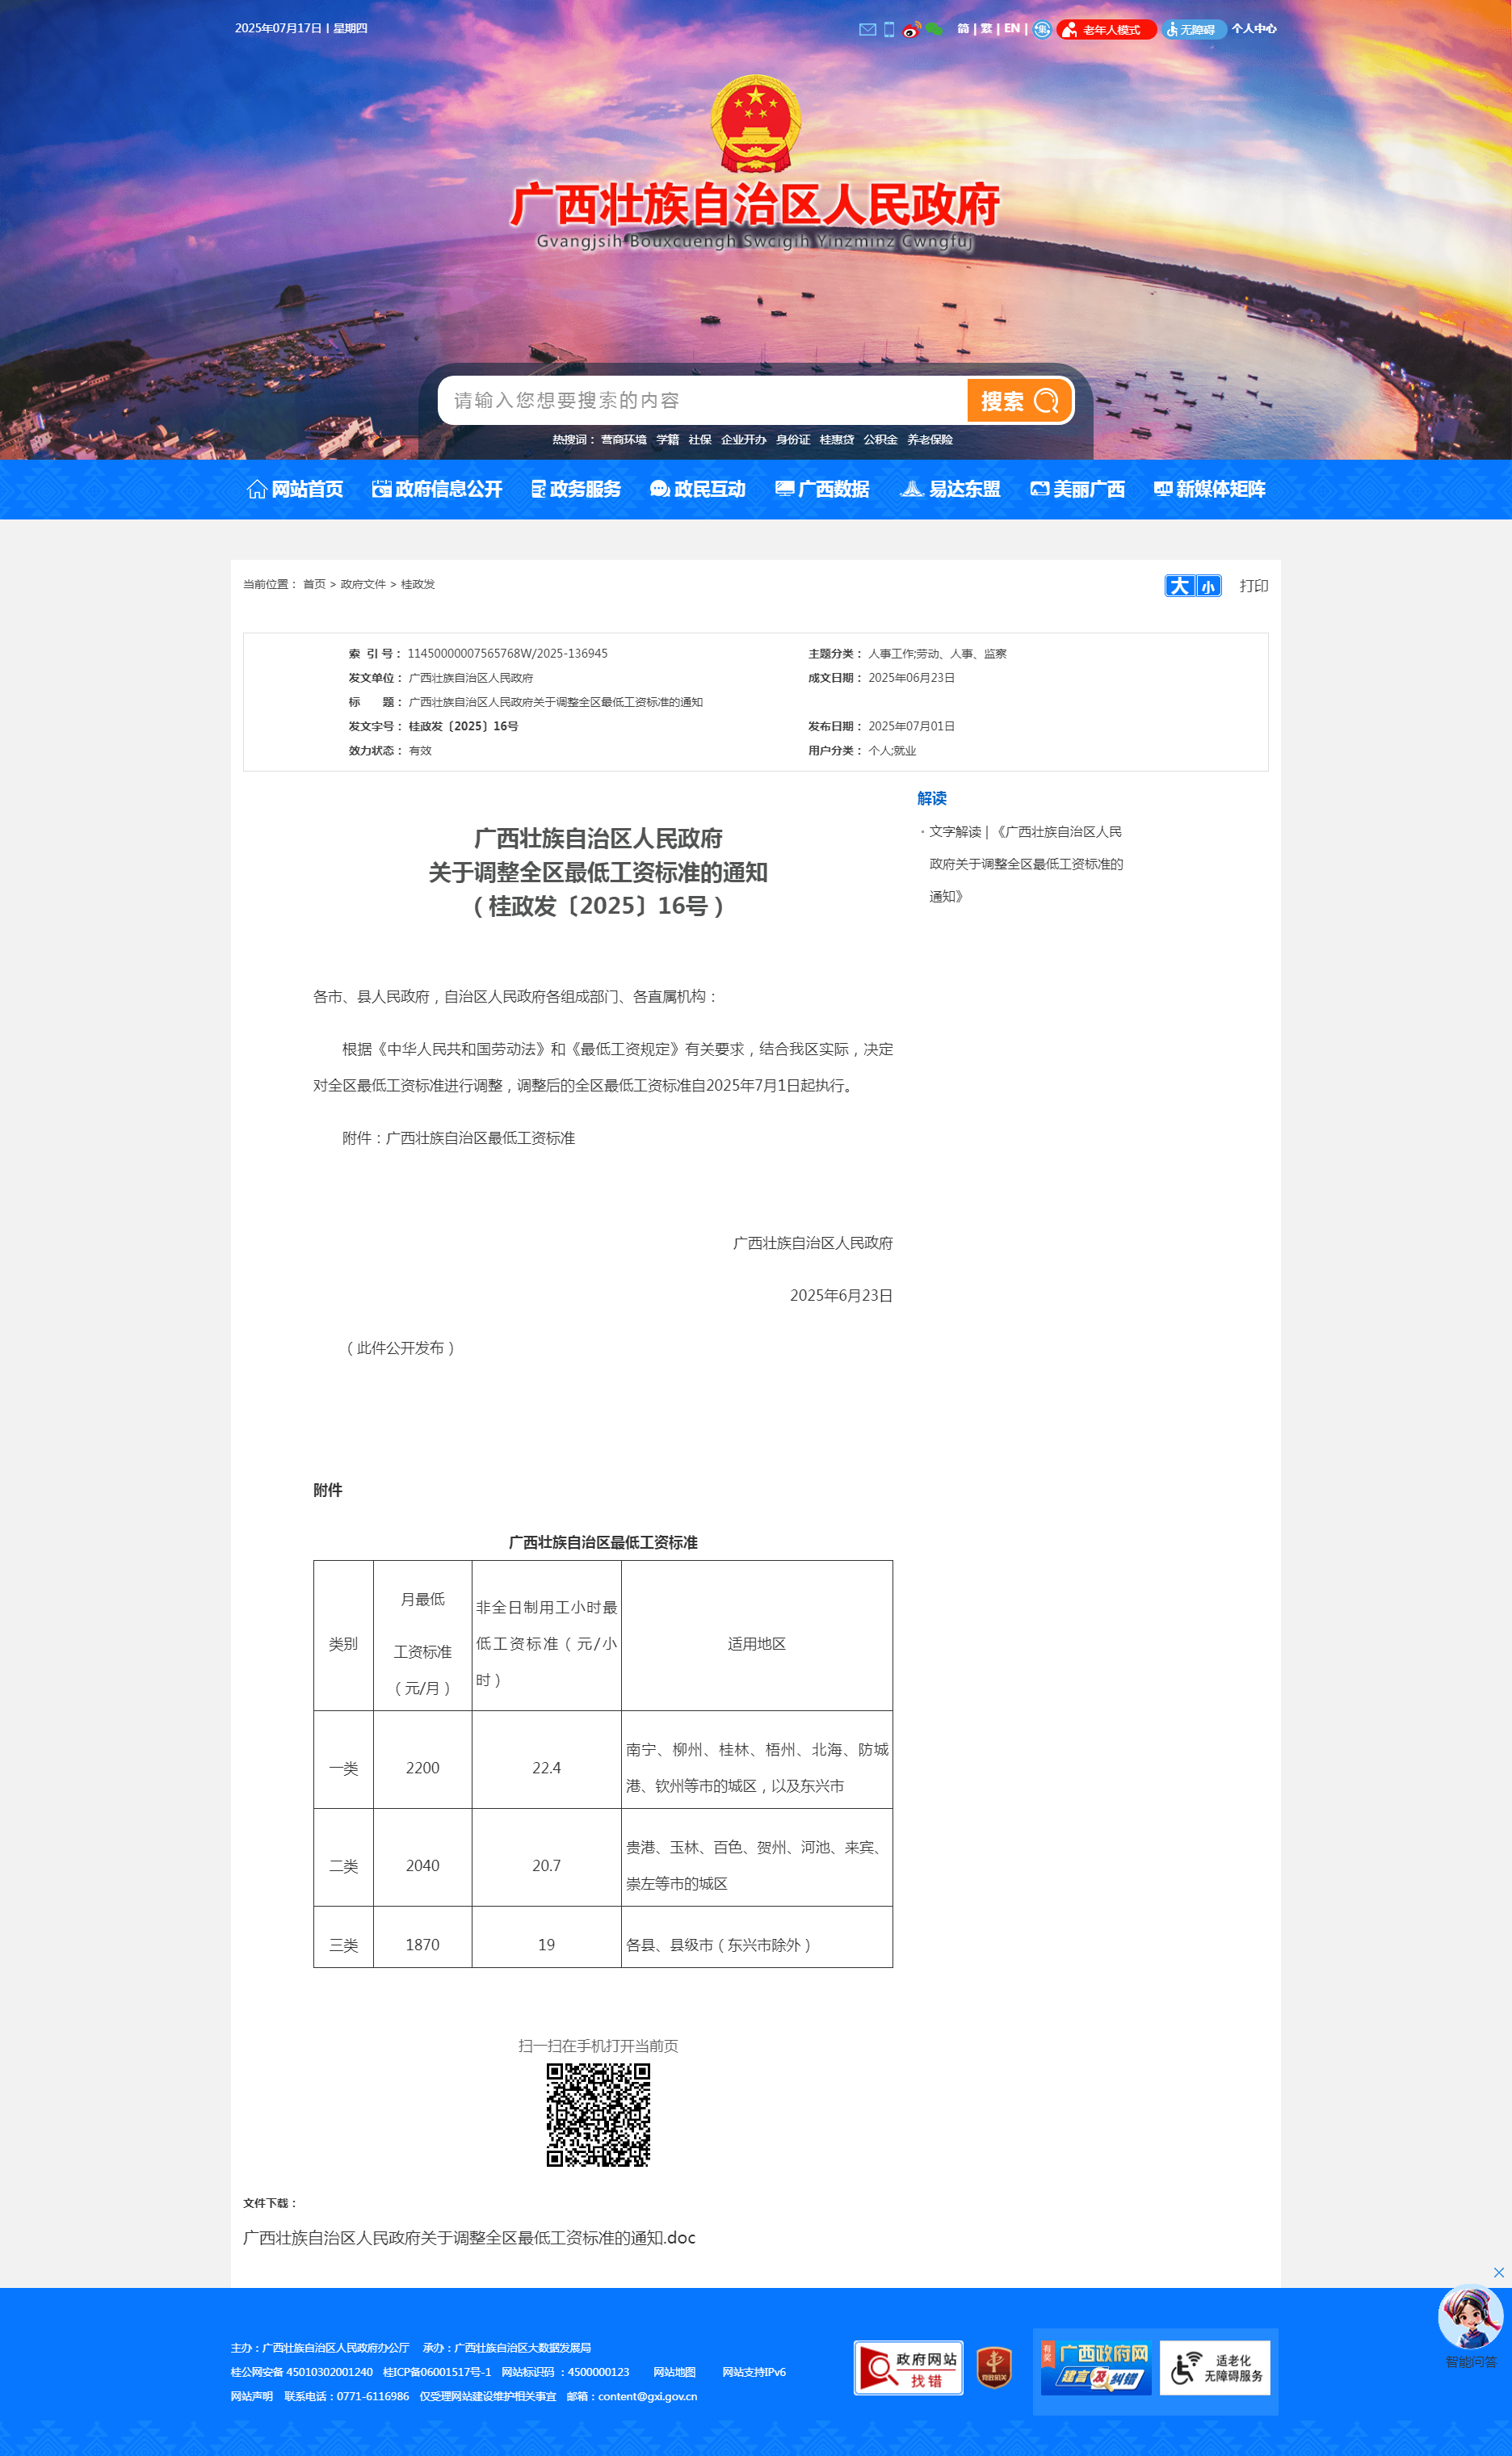 2025年07月17日 | 星期四
简 | 繁 | EN | 老年人模式 无障碍 个人中心
广西壮族自治区人民政府
Gvangjsih Bouxcuengh Swcigih Yinzminz Cwngfuj
请输入您想要搜索的内容 搜索
热搜词： 营商环境 学籍 社保 企业开办 身份证 桂惠贷 公积金 养老保险
网站首页 政府信息公开 政务服务 政民互动 广西数据 易达东盟 美丽广西 新媒体矩阵
当前位置： 首页 > 政府文件 > 桂政发 大 小 打印
索 引 号： 11450000007565768W/2025-136945 主题分类： 人事工作;劳动、人事、监察
发文单位： 广西壮族自治区人民政府 成文日期： 2025年06月23日
标 题： 广西壮族自治区人民政府关于调整全区最低工资标准的通知
发文字号： 桂政发〔2025〕16号 发布日期： 2025年07月01日
效力状态： 有效 用户分类： 个人;就业
解读
· 文字解读 | 《广西壮族自治区人民
政府关于调整全区最低工资标准的
通知》
广西壮族自治区人民政府
关于调整全区最低工资标准的通知
（桂政发〔2025〕16号）
各市、县人民政府，自治区人民政府各组成部门、各直属机构：
根据《中华人民共和国劳动法》和《最低工资规定》有关要求，结合我区实际，决定
对全区最低工资标准进行调整，调整后的全区最低工资标准自2025年7月1日起执行。
附件：广西壮族自治区最低工资标准
广西壮族自治区人民政府
2025年6月23日
（此件公开发布）
附件
广西壮族自治区最低工资标准
类别
月最低
工资标准
（元/月）
非全日制用工小时最
低工资标准（元/小
时）
适用地区
一类 2200 22.4
南宁、柳州、桂林、梧州、北海、防城
港、钦州等市的城区，以及东兴市
二类 2040 20.7
贵港、玉林、百色、贺州、河池、来宾、
崇左等市的城区
三类 1870 19 各县、县级市（东兴市除外）
扫一扫在手机打开当前页
文件下载：
广西壮族自治区人民政府关于调整全区最低工资标准的通知.doc
智能问答
主办：广西壮族自治区人民政府办公厅 承办：广西壮族自治区大数据发展局
桂公网安备 45010302001240 桂ICP备06001517号-1 网站标识码 ：4500000123 网站地图 网站支持IPv6
网站声明 联系电话：0771-6116986 仅受理网站建设维护相关事宜 邮箱：content@gxi.gov.cn
政府网站
找错
党政机关
有奖
广西政府网
建言及纠错
适老化
无障碍服务